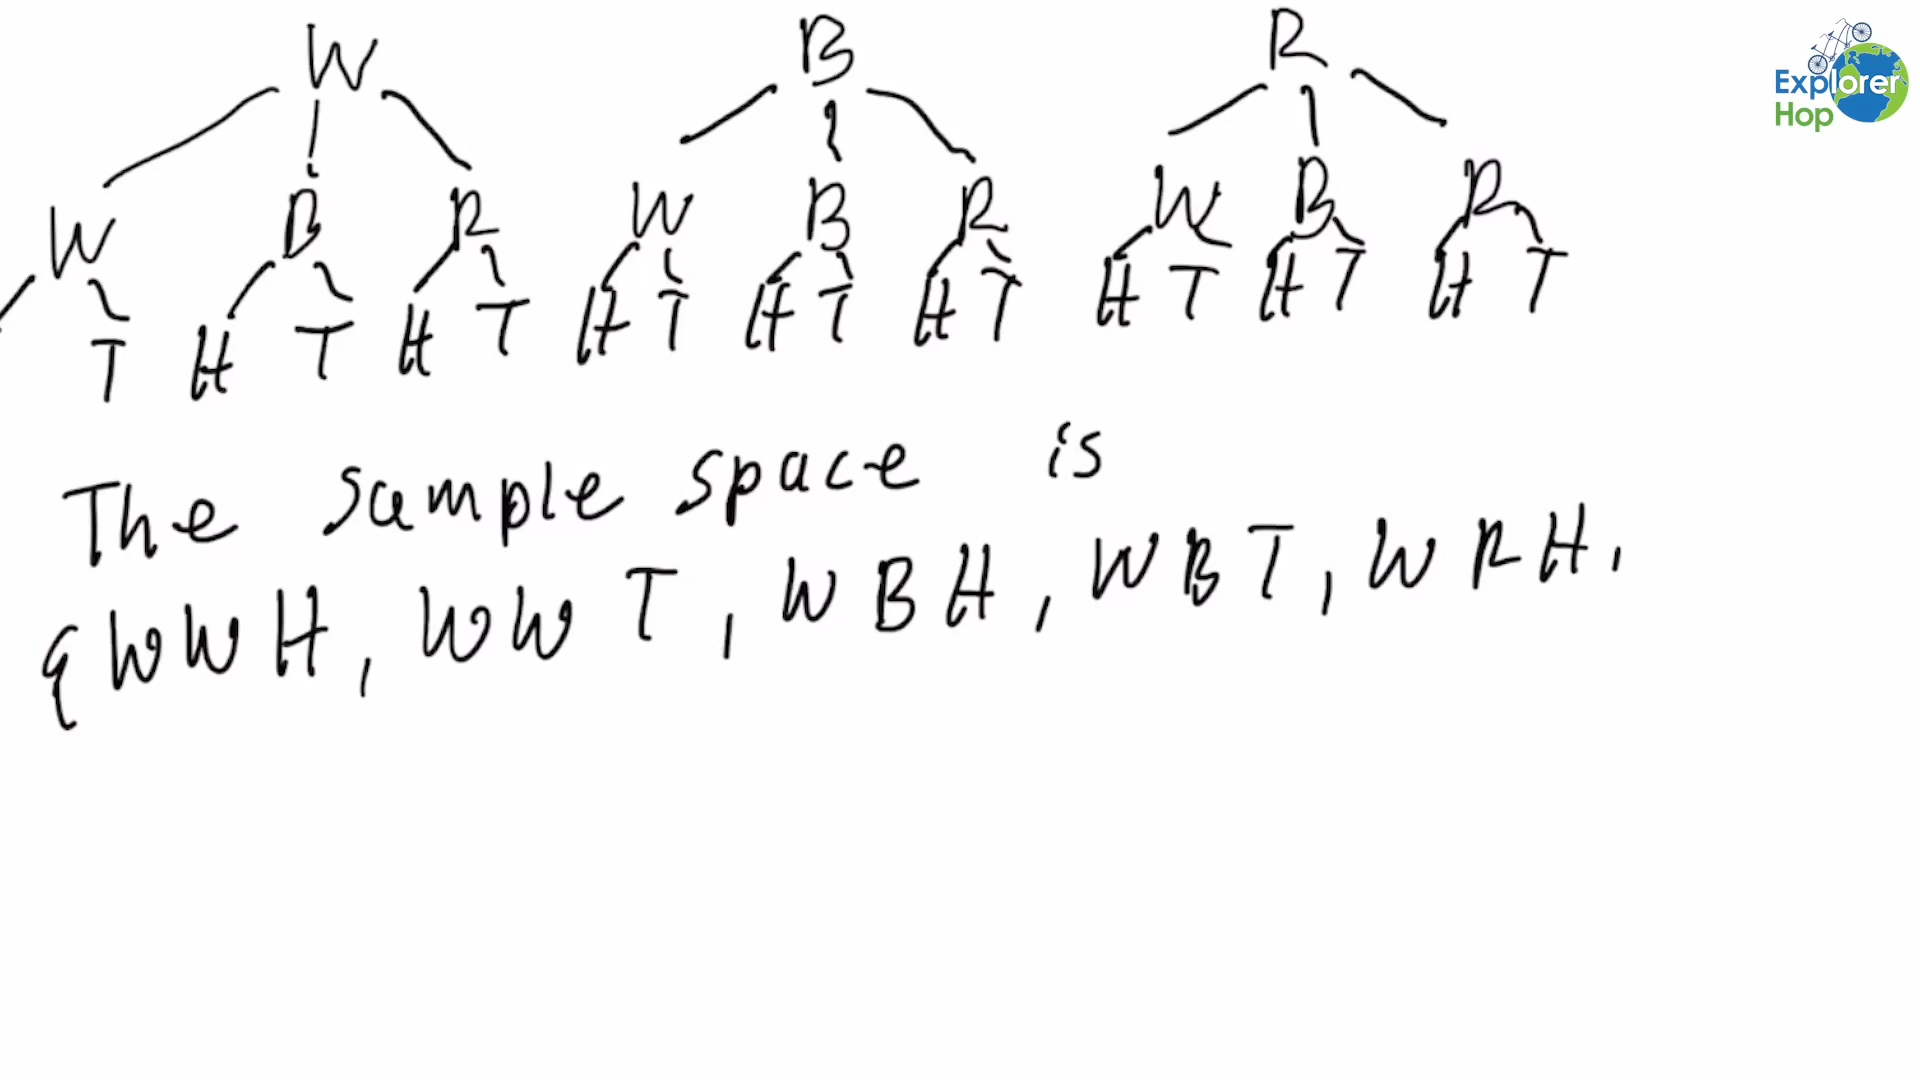 W B R
W B R W B R W B R
T H T H T H T H T H T H T H T H T
The sample space is
{WWH, WWT, WBH, WBT, WRH,
Explorer
Hop